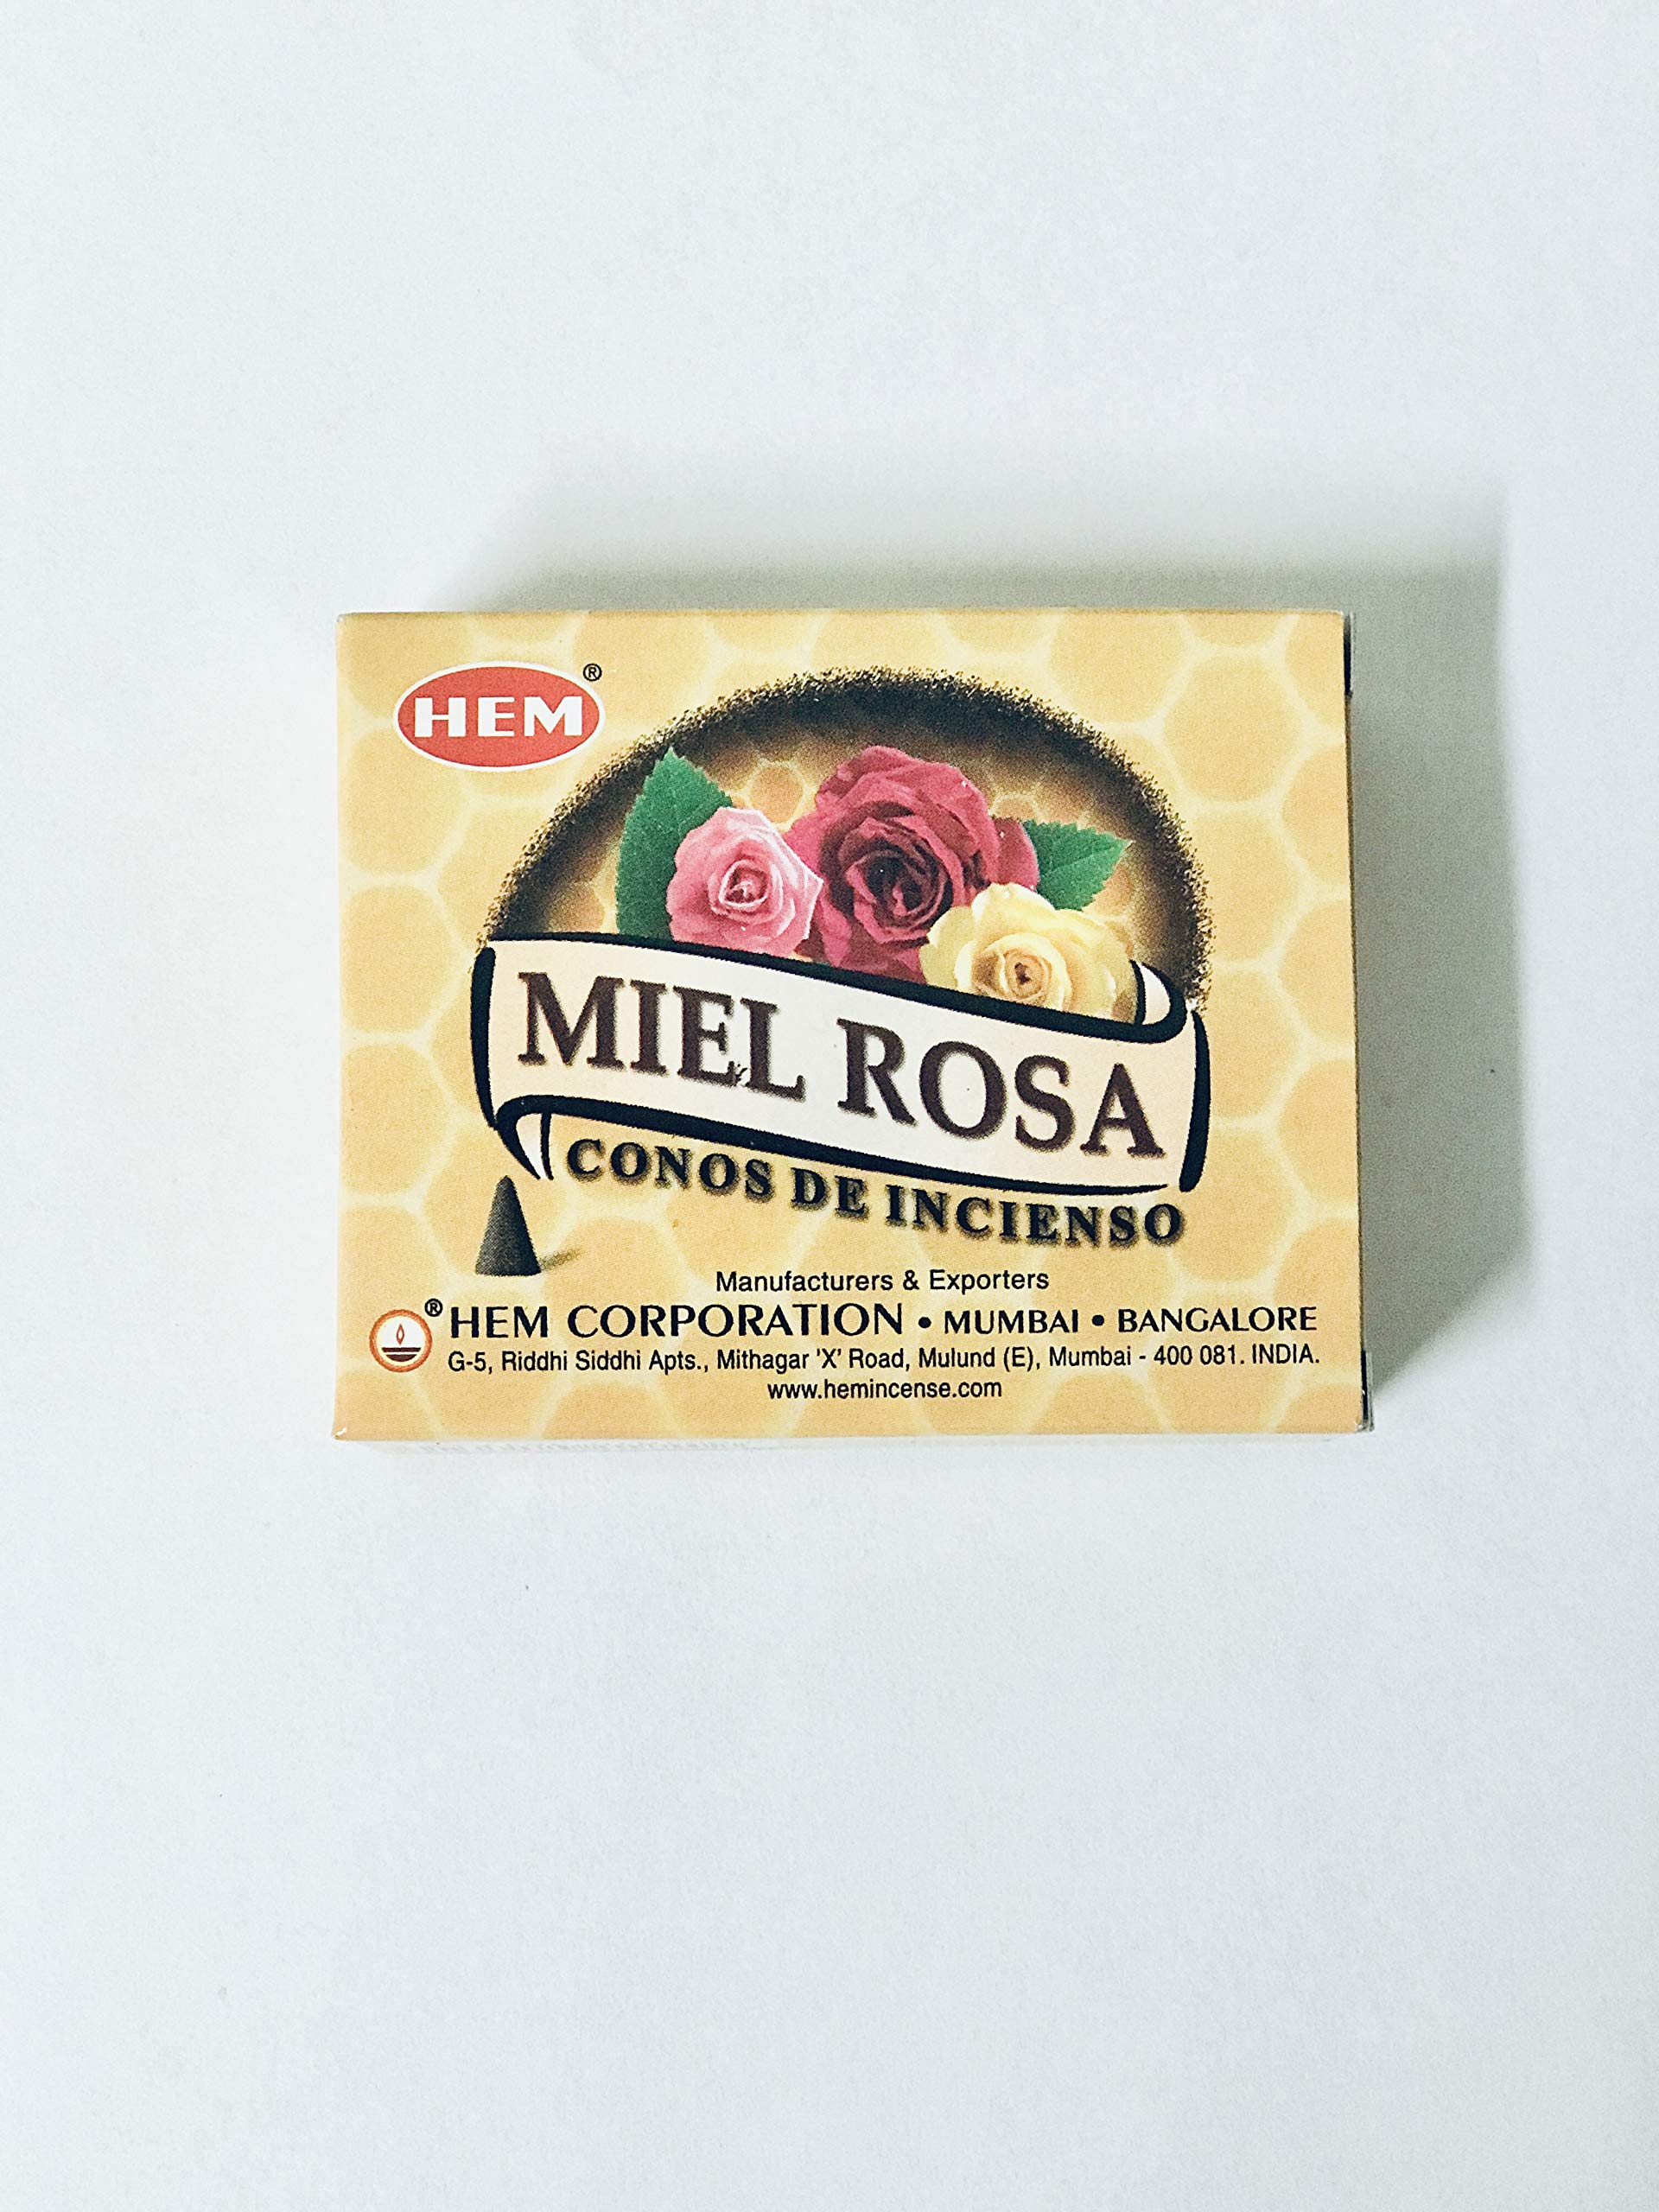 HEM®
MIEL ROSA
CONOS DE INCIENSO
Manufacturers & Exporters
® HEM CORPORATION • MUMBAI • BANGALORE
G-5, Riddhi Siddhi Apts., Mithagar 'X' Road, Mulund (E), Mumbai - 400 081. INDIA.
www.hemincense.com